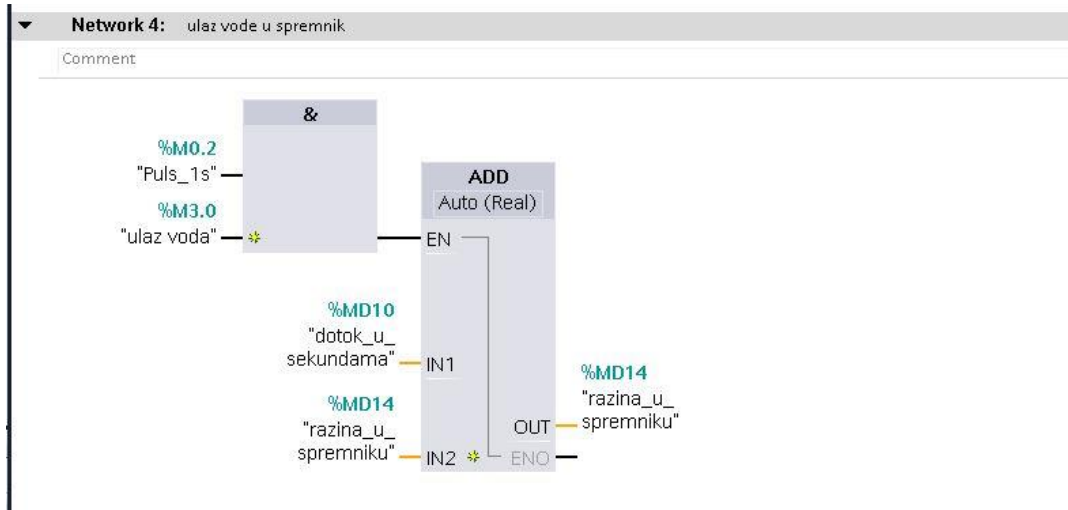 Network 4: ulaz vode u spremnik
Comment
&
%M0.2
"Puls_1s"
%M3.0
"ulaz voda"
ADD
Auto (Real)
EN
%MD10
"dotok_u_
sekundama"
IN1
%MD14
"razina_u_
spremniku"
IN2
%MD14
"razina_u_
spremniku"
OUT
ENO